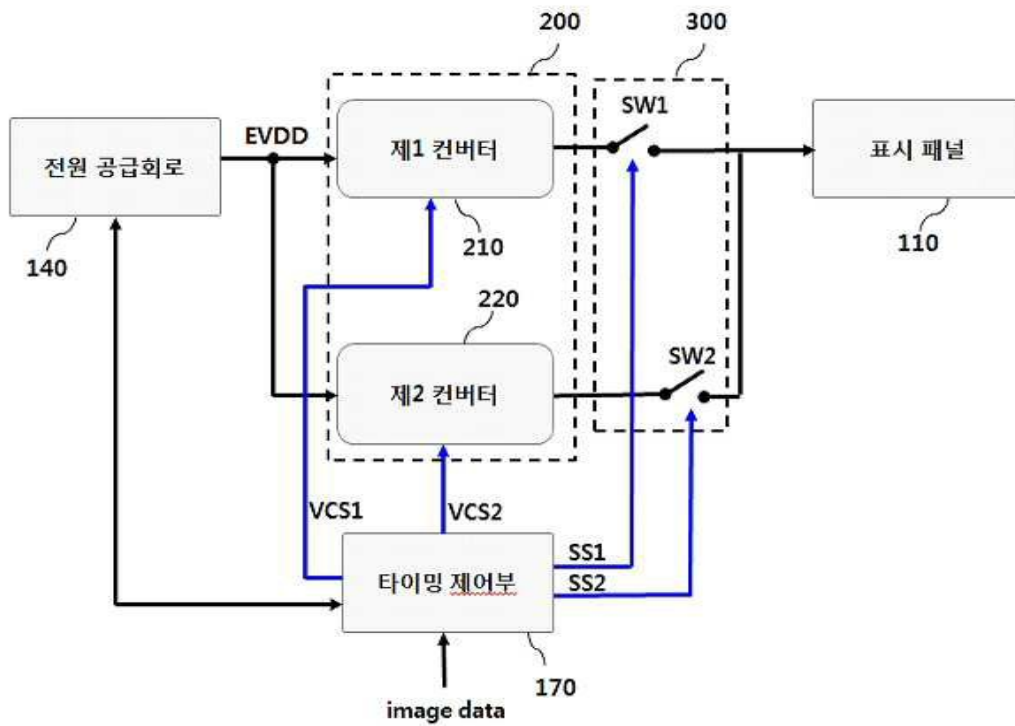 200
300
SW1
EVDD
제1 컨버터
전원 공급회로
표시 패널
210
110
140
220
SW2
제2 컨버터
VCS1
VCS2
SS1
SS2
타이밍 제어부
170
image data